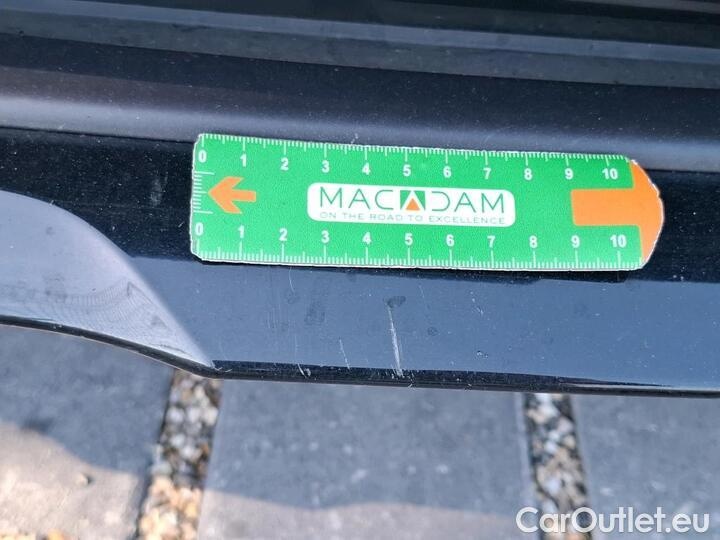 0 1 2 3 4 5 6 7 8 9 10
MACADAM
ON THE ROAD TO EXCELLENCE
0 1 2 3 4 5 6 7 8 9 10
CarOutlet.eu